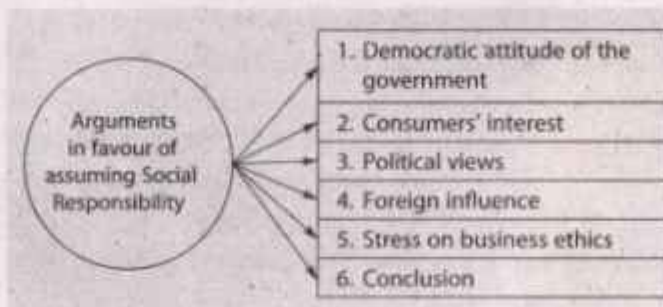 Arguments
in favour of
assuming Social
Responsibility
1. Democratic attitude of the
government
2. Consumers' interest
3. Political views
4. Foreign influence
5. Stress on business ethics
6. Conclusion